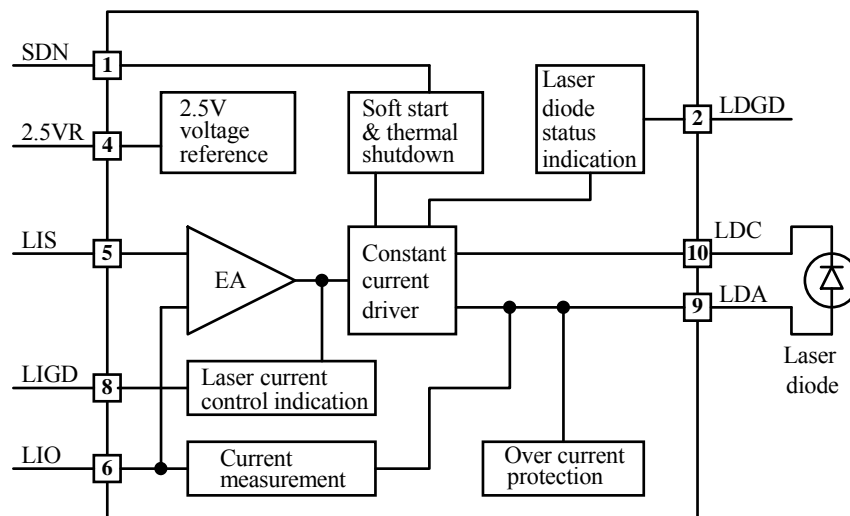 SDN
1
2.5VR
4
2.5V
voltage
reference
Soft start
& thermal
shutdown
Laser
diode
status
indication
2
LDGD
LIS
5
EA
Constant
current
driver
LDC
10
LDA
9
Laser
diode
LIGD
8
Laser current
control indication
LIO
6
Current
measurement
Over current
protection